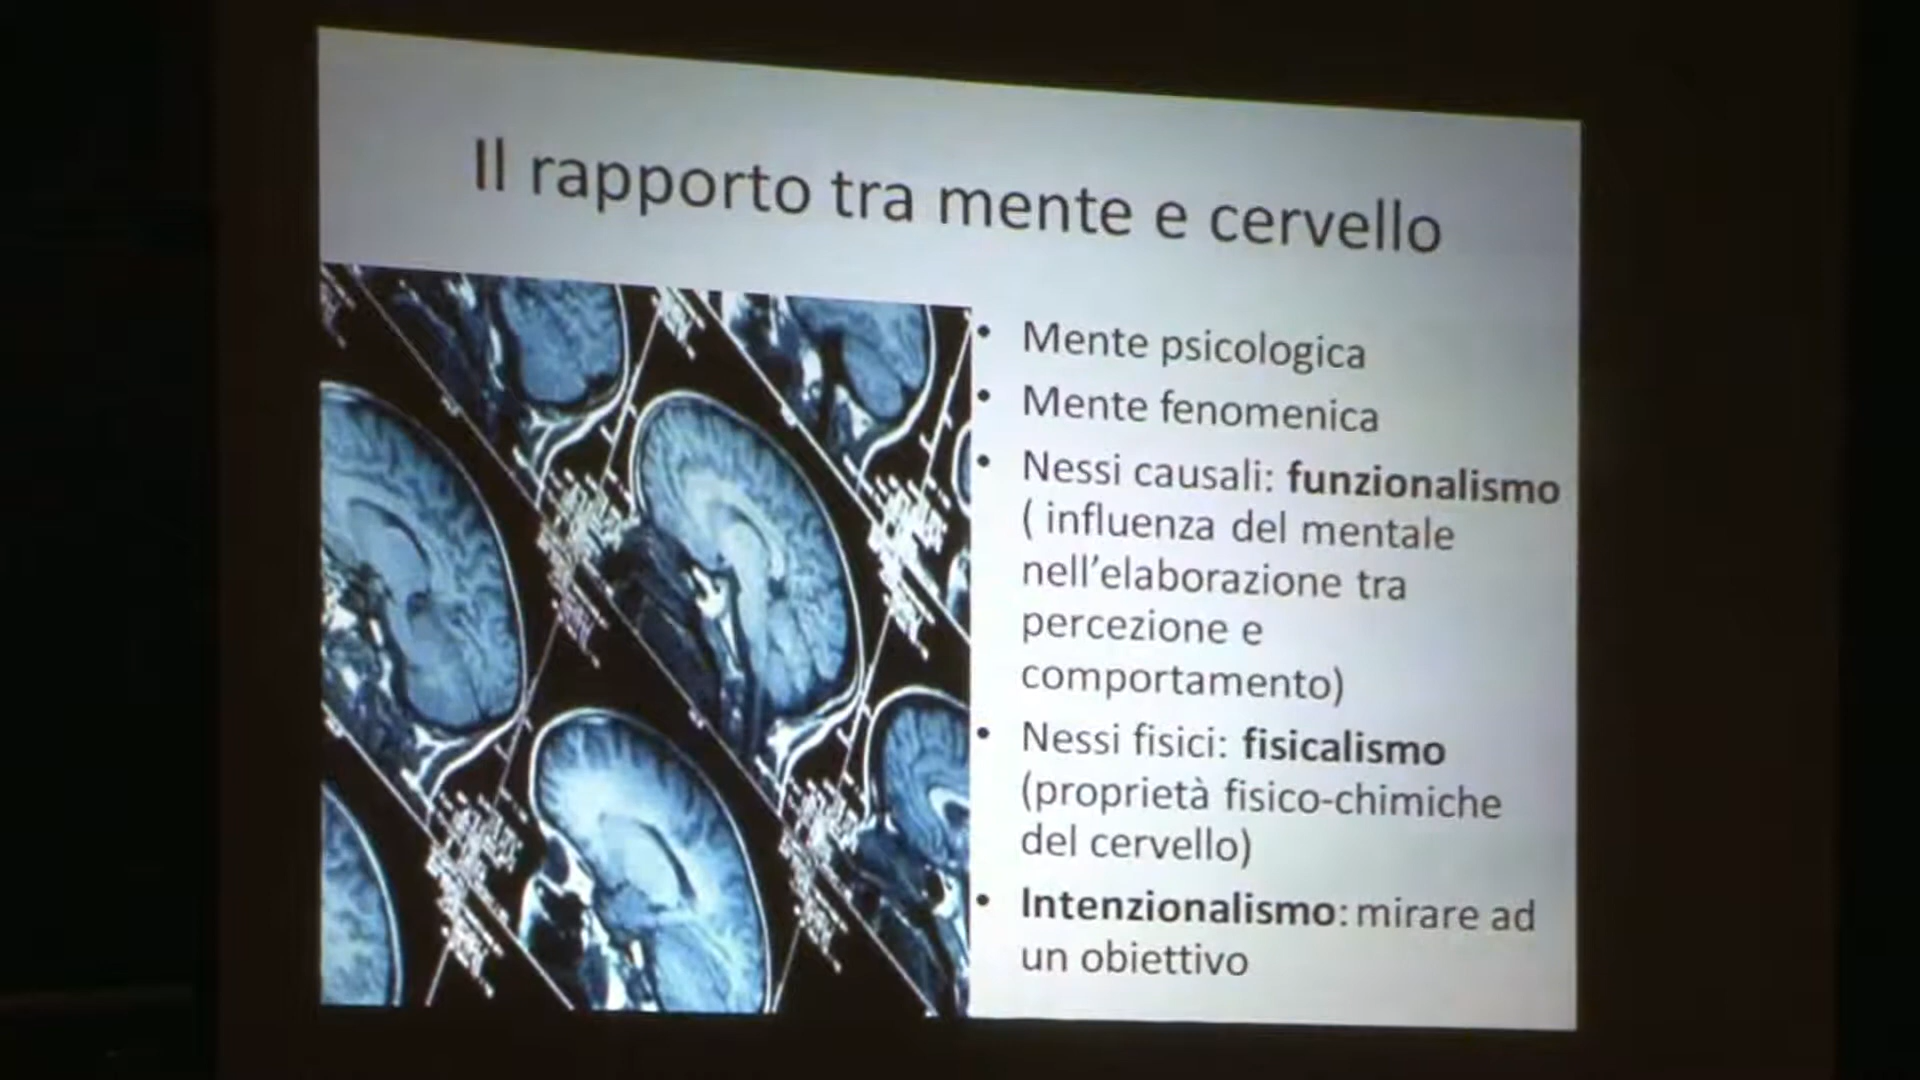 Il rapporto tra mente e cervello
• Mente psicologica
• Mente fenomenica
• Nessi causali: funzionalismo
( influenza del mentale
nell'elaborazione tra
percezione e
comportamento)
• Nessi fisici: fisicalismo
(proprietà fisico-chimiche
del cervello)
• Intenzionalismo: mirare ad
un obiettivo